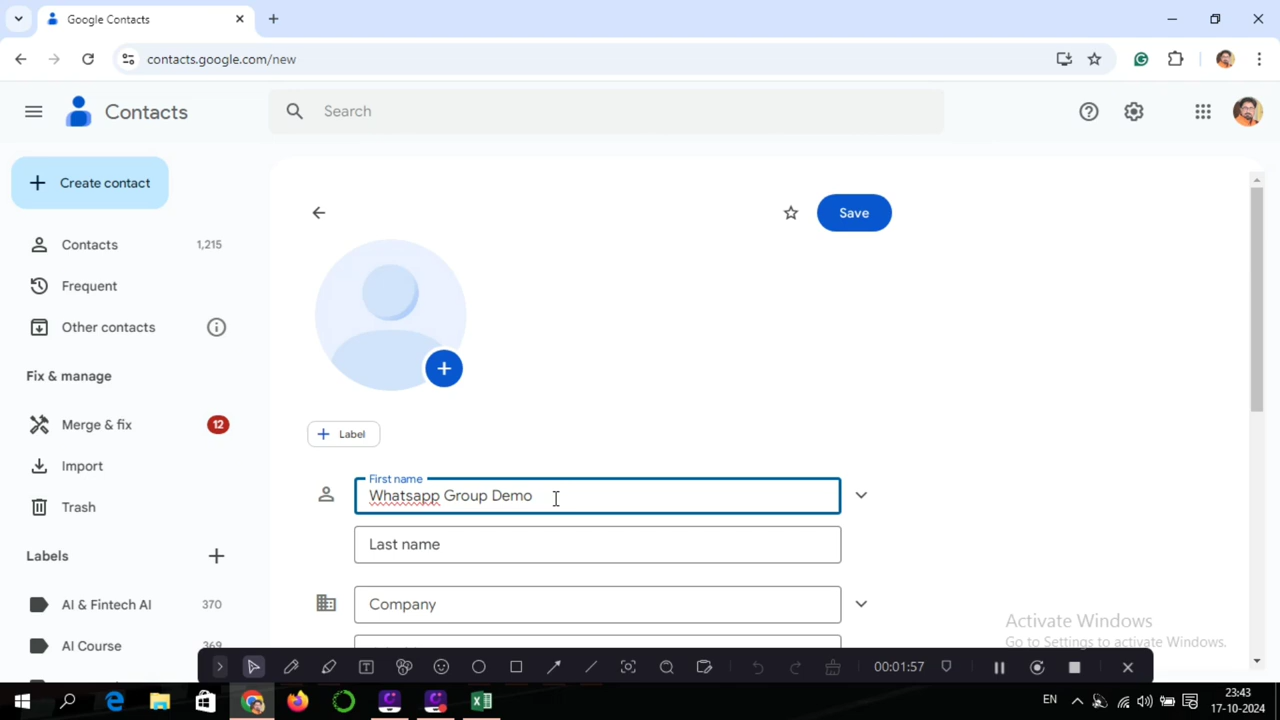 Google Contacts
contacts.google.com/new
Contacts
Search
Create contact
Save
Contacts 1,215
Frequent
Other contacts
Fix & manage
Merge & fix 12
Import
Trash
Labels
AI & Fintech AI 370
AI Course 369
Label
First name
Whatsapp Group Demo
Last name
Company
Activate Windows
Go to Settings to activate Windows.
00:01:57
EN
23:43
17-10-2024